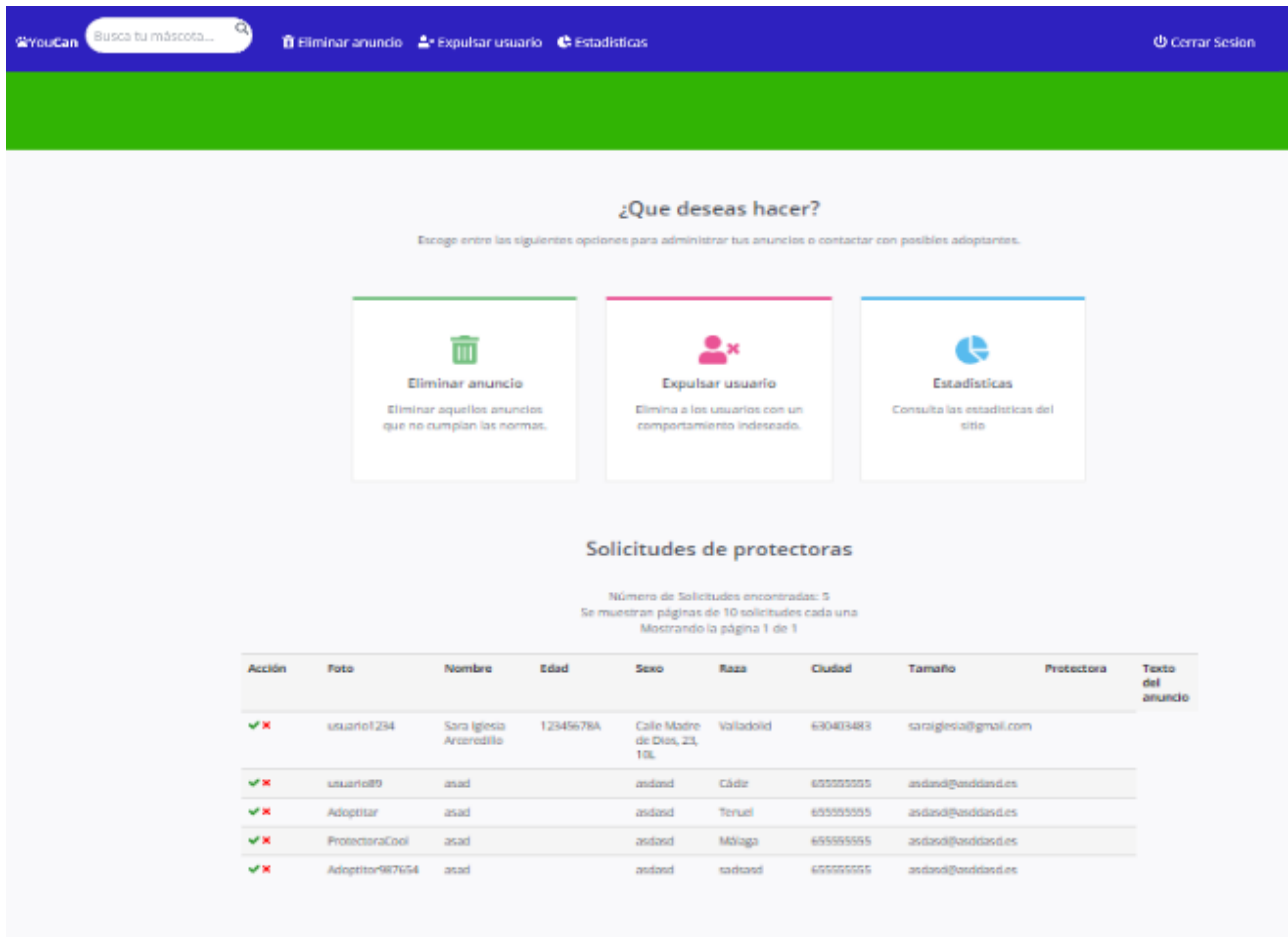 YouCan Busca tu máscota... Eliminar anuncio Expulsar usuario Estadisticas Cerrar Sesion
¿Que deseas hacer?
Escoge entre las siguientes opciones para administrar tus anuncios o contactar con posibles adoptantes.
Eliminar anuncio
Eliminar aquellos anuncios
que no cumplan las normas.
Expulsar usuario
Elimina a los usuarios con un
comportamiento indeseado.
Estadisticas
Consulta las estadisticas del
sitio
Solicitudes de protectoras
Número de Solicitudes encontradas: 5
Se muestran páginas de 10 solicitudes cada una
Mostrando la página 1 de 1
Acción Foto Nombre Edad Sexo Raza Ciudad Tamaño Protectora Texto
del
anuncio
usuario1234 Sara Iglesia 12345678A Calle Madre Valladolid 630403483 saraiglesia@gmail.com
Arceredillo de Dios, 23,
10L
usuario89 asad asdasd Cádiz 655555555 asdasd@asddasd.es
Adoptitar asad asdasd Teruel 655555555 asdasd@asddasd.es
ProtectoraCool asad asdasd Málaga 655555555 asdasd@asddasd.es
Adoptitor987654 asad asdasd sadsasd 655555555 asdasd@asddasd.es